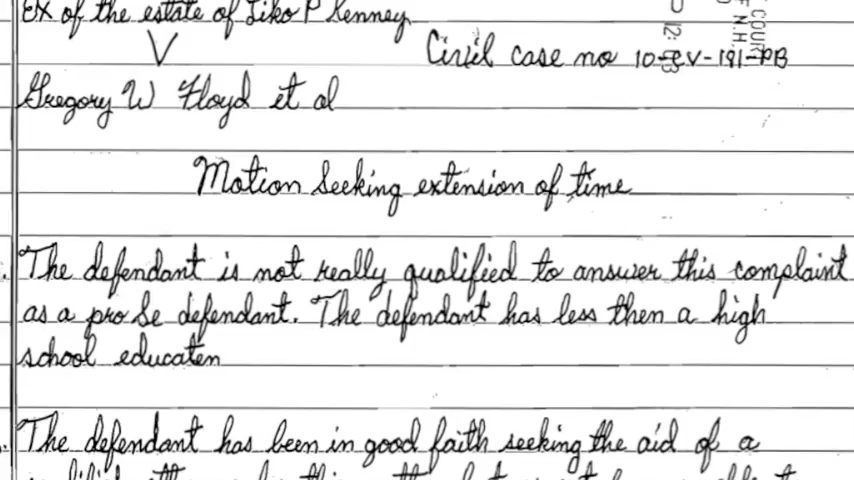 Ex of the estate of Liko P Kenney
V
Civil case no 10-CV-191-PB
Gregory W Floyd et al
COURT
F N.H.
Motion Seeking extension of time
The defendant is not really qualified to answer this complaint
as a pro Se defendant. The defendant has less then a high
school educaten
The defendant has been in good faith seeking the aid of a